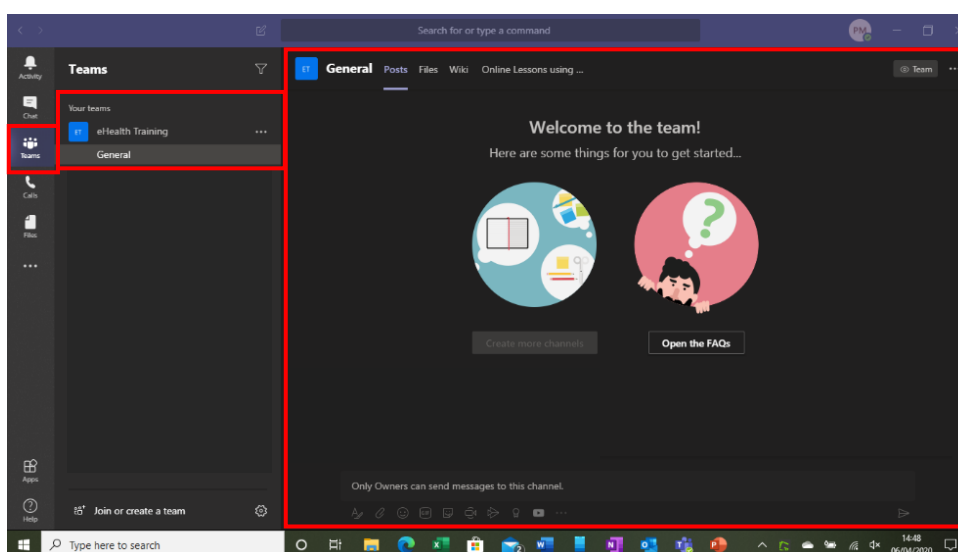 Search for or type a command
PM
Activity
Chat
Teams
Calls
Files
Apps
Help
Teams
Your teams
ET eHealth Training
General
Join or create a team
ET General Posts Files Wiki Online Lessons using ...
Team
Welcome to the team!
Here are some things for you to get started...
Create more channels
Open the FAQs
Only Owners can send messages to this channel.
GIF
Type here to search
14:48
06/04/2020